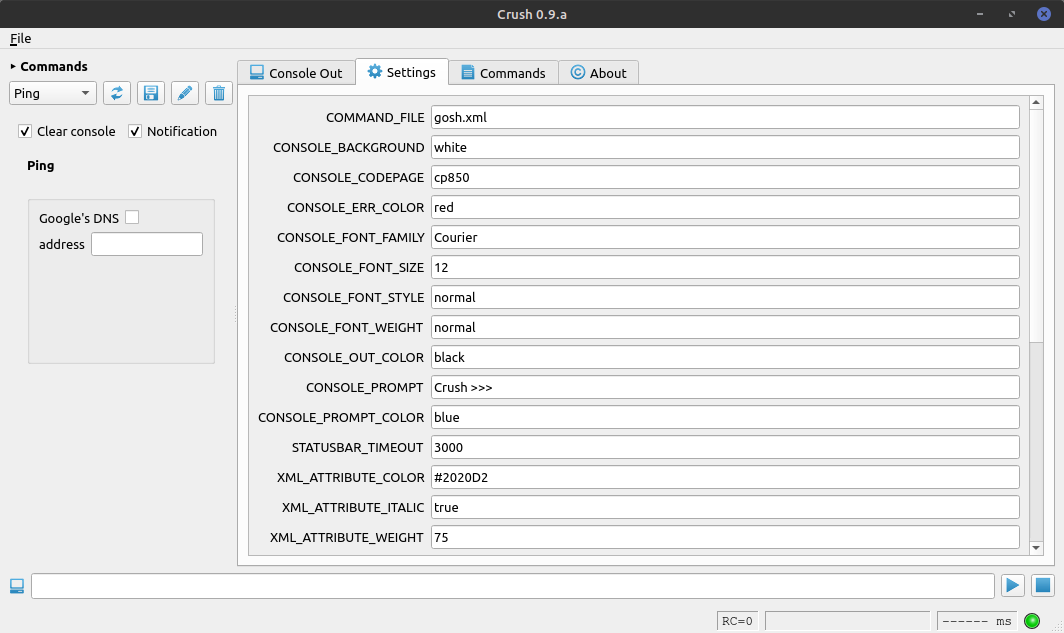 Crush 0.9.a
File
Commands
Ping
Clear console
Notification
Ping
Google's DNS
address
Console Out
Settings
Commands
About
COMMAND_FILE gosh.xml
CONSOLE_BACKGROUND white
CONSOLE_CODEPAGE cp850
CONSOLE_ERR_COLOR red
CONSOLE_FONT_FAMILY Courier
CONSOLE_FONT_SIZE 12
CONSOLE_FONT_STYLE normal
CONSOLE_FONT_WEIGHT normal
CONSOLE_OUT_COLOR black
CONSOLE_PROMPT Crush >>>
CONSOLE_PROMPT_COLOR blue
STATUSBAR_TIMEOUT 3000
XML_ATTRIBUTE_COLOR #2020D2
XML_ATTRIBUTE_ITALIC true
XML_ATTRIBUTE_WEIGHT 75
RC=0
------ ms